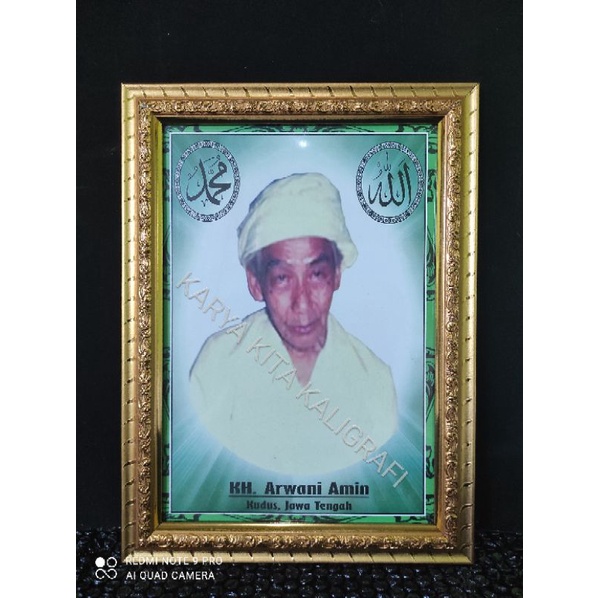 محمد
الله
KARYA KITA KALIGRAFI
KH. Arwani Amin
Kudus, Jawa Tengah
REDMI NOTE 9 PRO
AI QUAD CAMERA